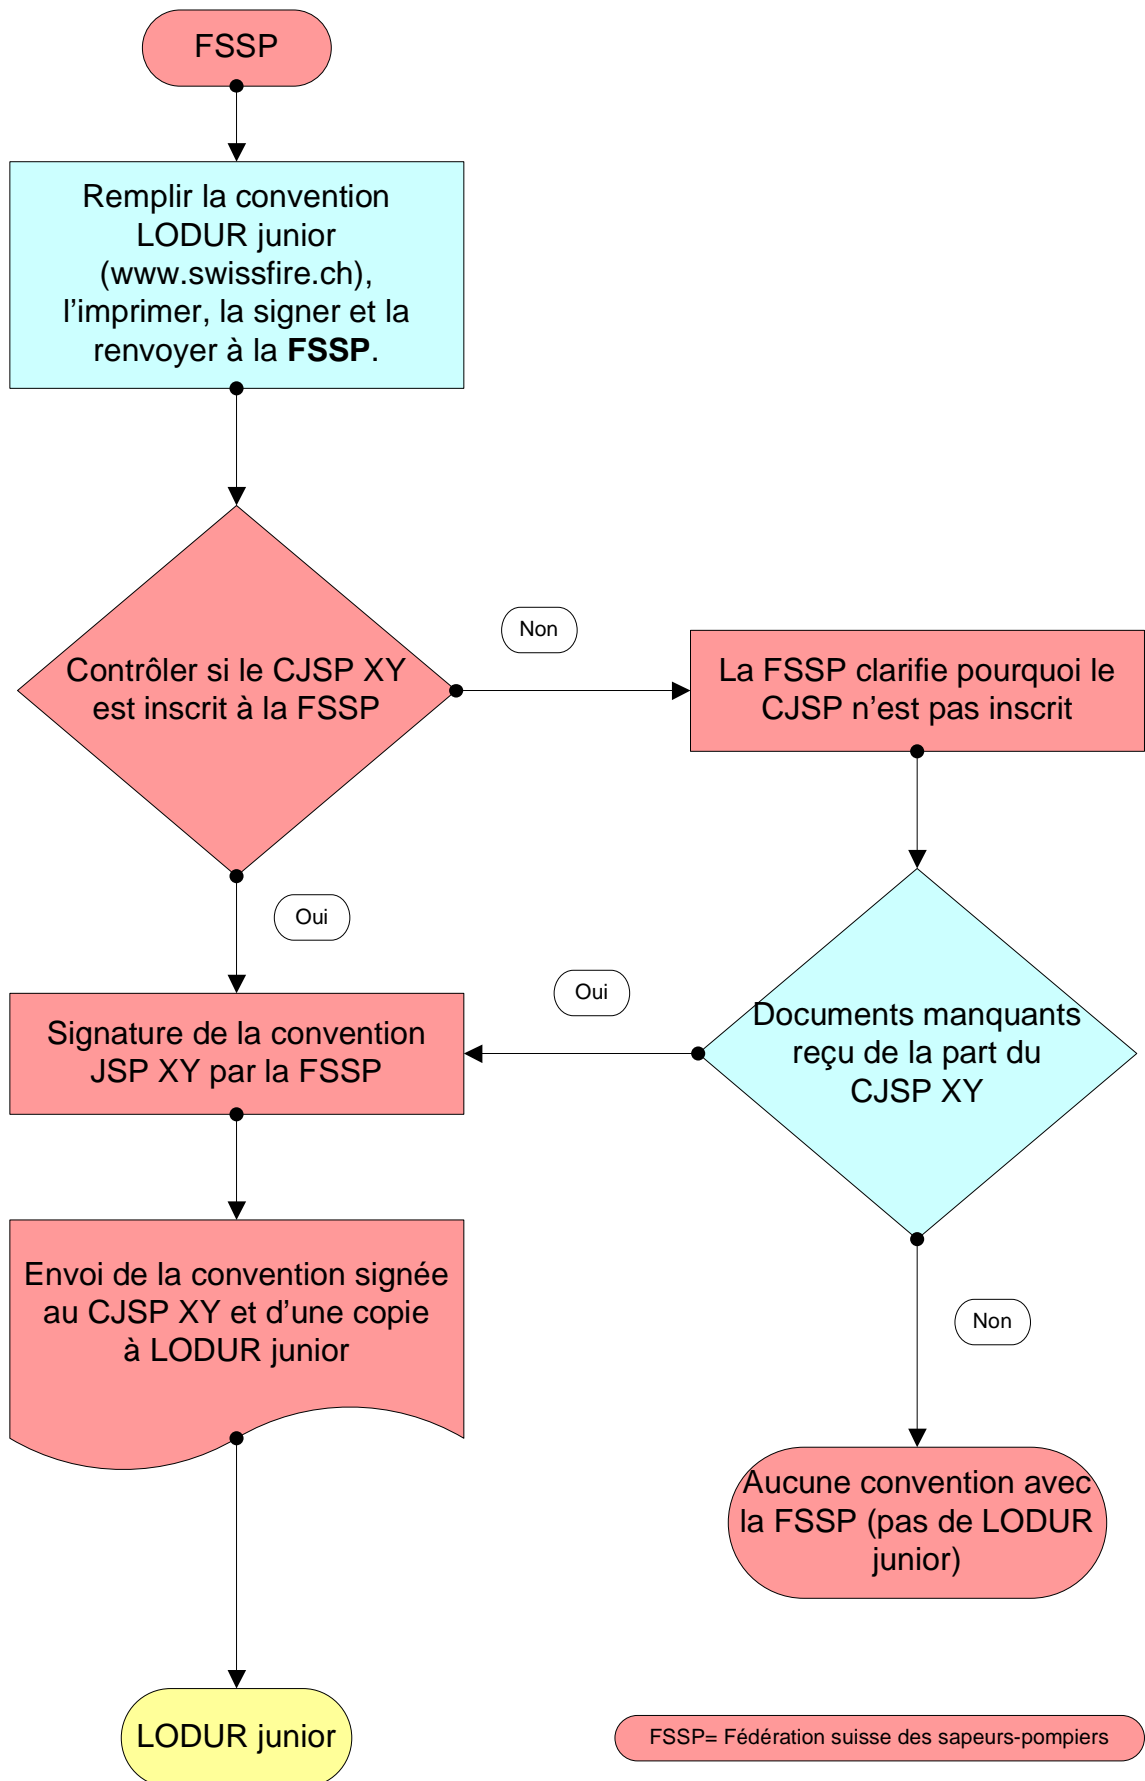 FSSP
Remplir la convention
LODUR junior
(www.swissfire.ch),
l’imprimer, la signer et la
renvoyer à la FSSP.
Contrôler si le CJSP XY
est inscrit à la FSSP
Non
La FSSP clarifie pourquoi le
CJSP n’est pas inscrit
Oui
Signature de la convention
JSP XY par la FSSP
Oui
Documents manquants
reçu de la part du
CJSP XY
Envoi de la convention signée
au CJSP XY et d’une copie
à LODUR junior
Non
Aucune convention avec
la FSSP (pas de LODUR
junior)
LODUR junior
FSSP= Fédération suisse des sapeurs-pompiers